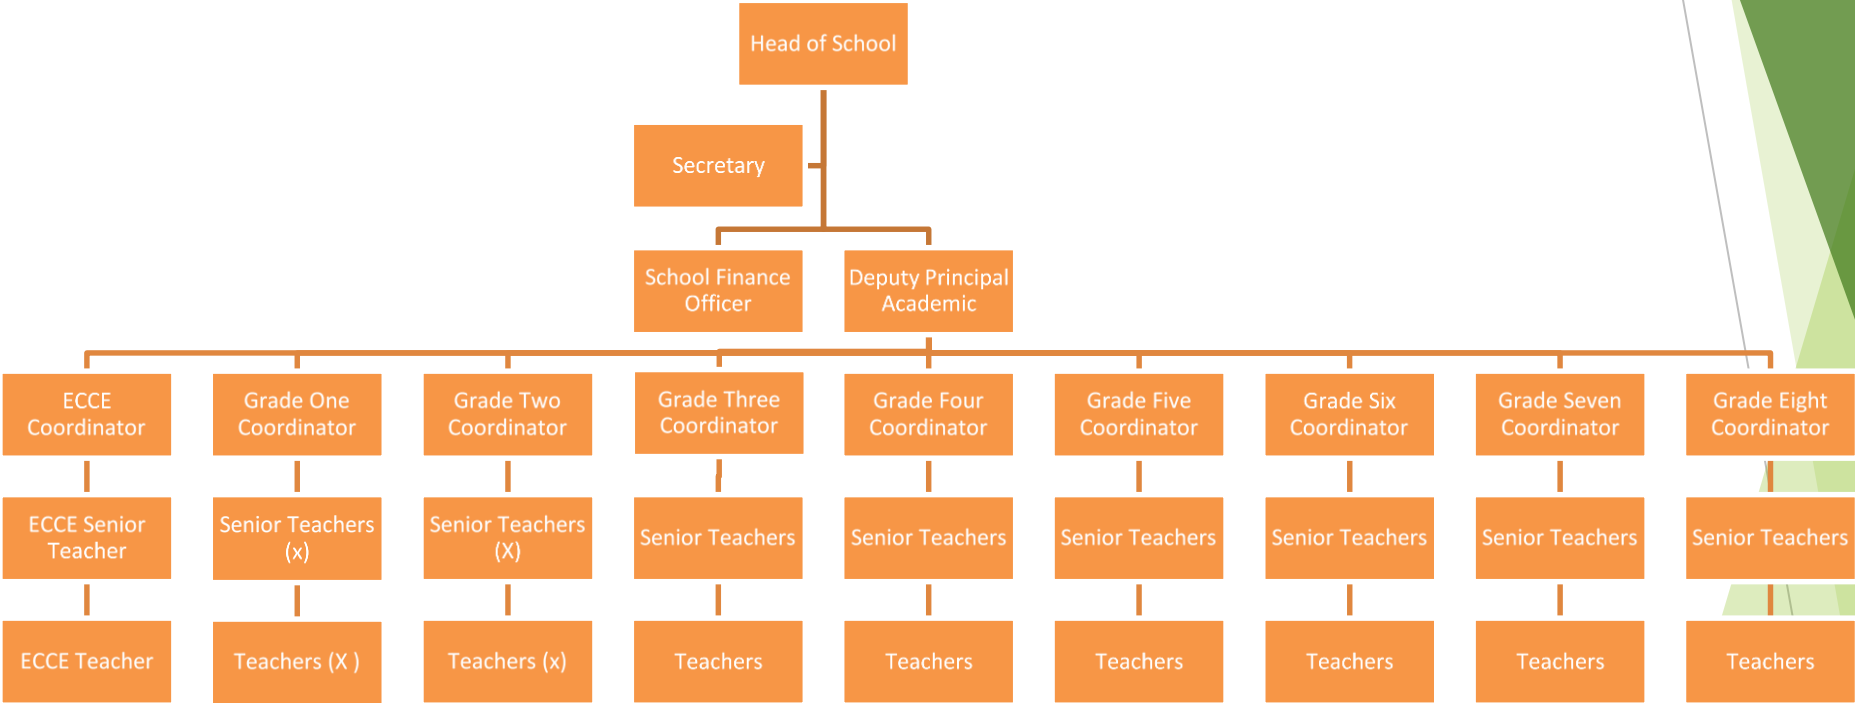 Head of School
Secretary
School Finance
Officer
Deputy Principal
Academic
ECCE
Coordinator
Grade One
Coordinator
Grade Two
Coordinator
Grade Three
Coordinator
Grade Four
Coordinator
Grade Five
Coordinator
Grade Six
Coordinator
Grade Seven
Coordinator
Grade Eight
Coordinator
ECCE Senior
Teacher
Senior Teachers
(x)
Senior Teachers
(X)
Senior Teachers
Senior Teachers
Senior Teachers
Senior Teachers
Senior Teachers
Senior Teachers
ECCE Teacher
Teachers (X )
Teachers (x)
Teachers
Teachers
Teachers
Teachers
Teachers
Teachers